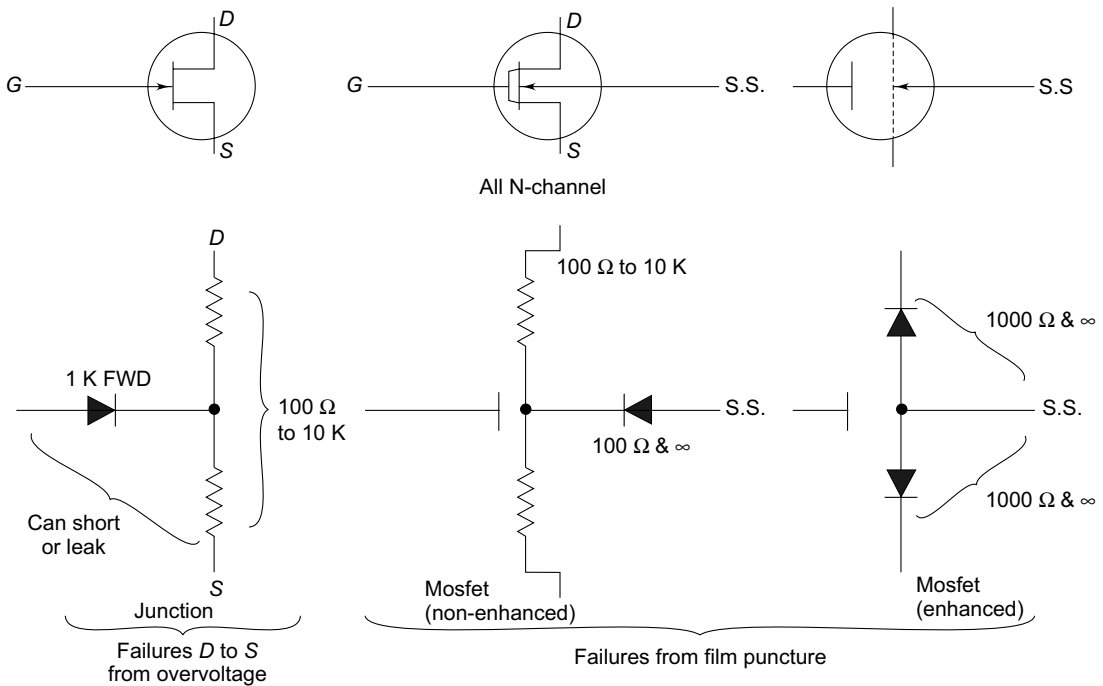 D
D
G
G
S.S.
S.S
S
S
All N-channel
D
100 Ω to 10 K
1000 Ω & ∞
1 K FWD
100 Ω
to 10 K
S.S.
S.S.
100 Ω & ∞
1000 Ω & ∞
Can short
or leak
S
Junction
Mosfet
(non-enhanced)
Mosfet
(enhanced)
Failures D to S
from overvoltage
Failures from film puncture